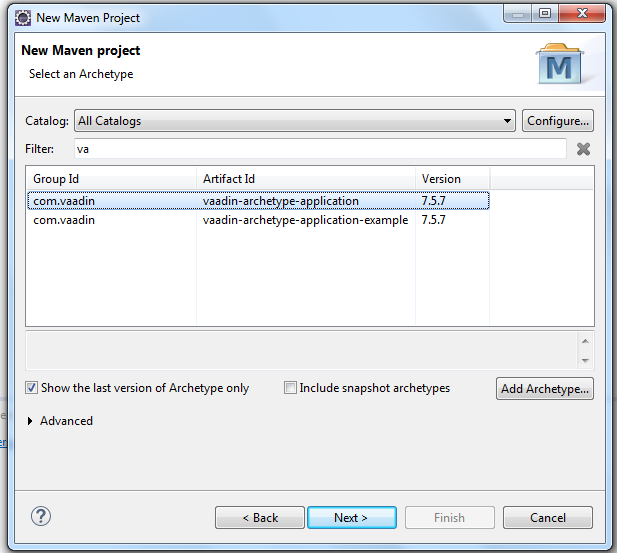 New Maven Project
New Maven project
Select an Archetype
M
Catalog: All Catalogs Configure...
Filter: va
Group Id Artifact Id Version
com.vaadin vaadin-archetype-application 7.5.7
com.vaadin vaadin-archetype-application-example 7.5.7
Show the last version of Archetype only Include snapshot archetypes Add Archetype...
Advanced
? < Back Next > Finish Cancel